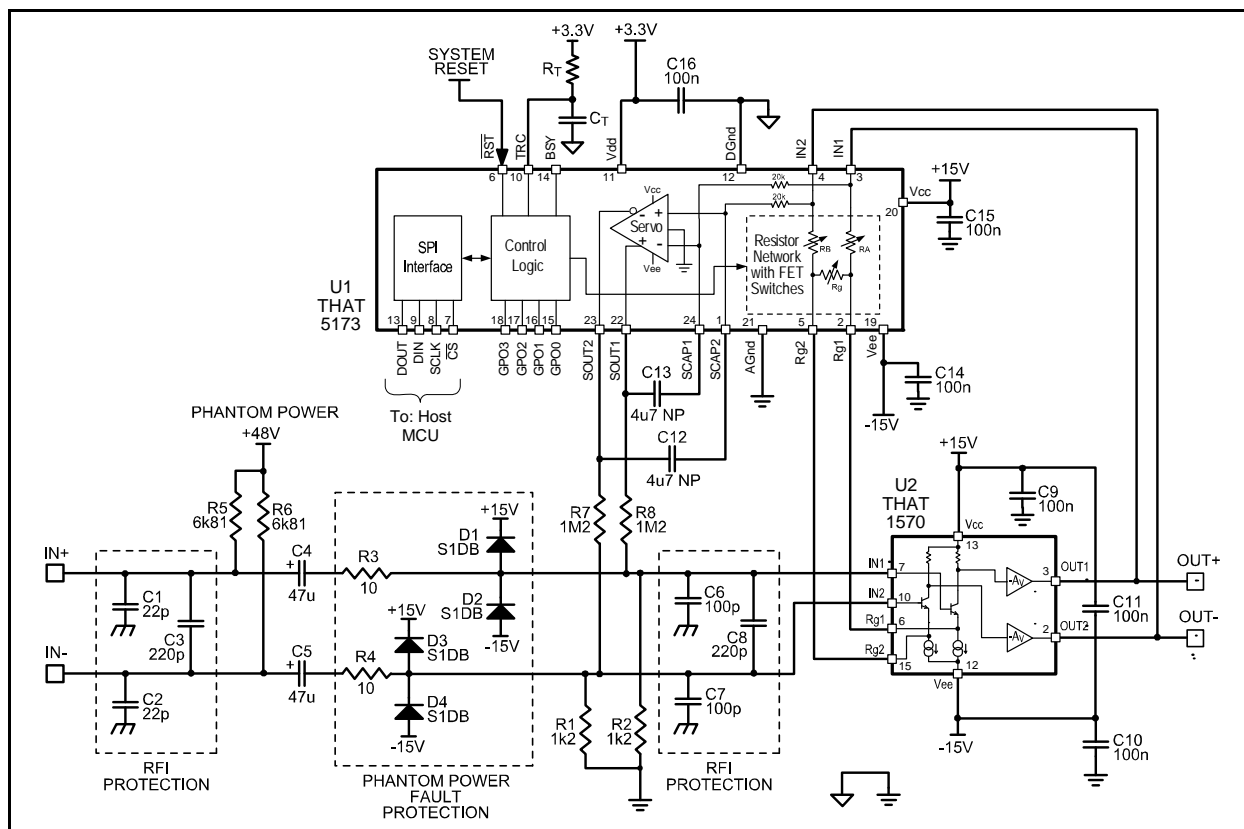 +3.3V
+3.3V
SYSTEM
RESET
RT
CT
C16
100n
RST
TRC
BSY
Vdd
DGnd
IN2
IN1
6
10
14
11
12
4
3
+15V
Vcc
20
C15
100n
SPI
Interface
Control
Logic
Vcc
Servo
Vee
- + + -
20k
20k
Resistor
Network
with FET
Switches
RB
RA
Rg
U1
THAT
5173
13
9
8
7
18
17
16
15
23
22
24
1
21
5
2
19
DOUT
DIN
SCLK
CS
GPO3
GPO2
GPO1
GPO0
SOUT2
SOUT1
SCAP1
SCAP2
AGnd
Rg2
Rg1
Vee
C14
100n
-15V
To: Host
MCU
C13
4u7 NP
C12
4u7 NP
PHANTOM POWER
+48V
R5
6k81
R6
6k81
R7
1M2
R8
1M2
+15V
D1
S1DB
D2
S1DB
-15V
+15V
D3
S1DB
D4
S1DB
-15V
IN+
IN-
C1
22p
C3
220p
C2
22p
+
C4
47u
+
C5
47u
R3
10
R4
10
R1
1k2
R2
1k2
C6
100p
C8
220p
C7
100p
RFI
PROTECTION
PHANTOM POWER
FAULT
PROTECTION
RFI
PROTECTION
U2
THAT
1570
+15V
C9
100n
Vcc
13
IN1
7
IN2
10
Rg1
6
Rg2
15
-AV
-AV
3
OUT1
2
OUT2
12
Vee
-15V
C11
100n
C10
100n
OUT+
OUT-